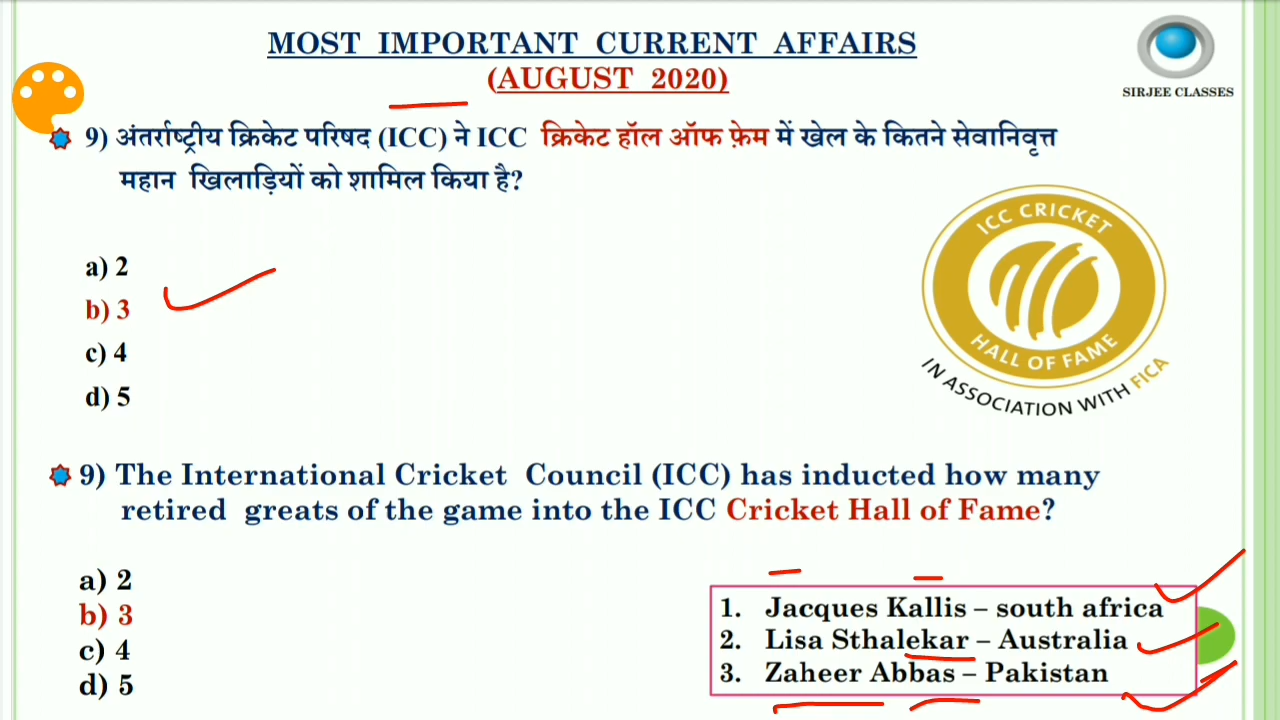 MOST IMPORTANT CURRENT AFFAIRS
(AUGUST 2020)
SIRJEE CLASSES
9) अंतर्राष्ट्रीय क्रिकेट परिषद (ICC) ने ICC क्रिकेट हॉल ऑफ फ़ेम में खेल के कितने सेवानिवृत्त
महान खिलाड़ियों को शामिल किया है?
a) 2
b) 3
c) 4
d) 5
ICC CRICKET
HALL OF FAME
IN ASSOCIATION WITH FICA
9) The International Cricket Council (ICC) has inducted how many
retired greats of the game into the ICC Cricket Hall of Fame?
a) 2
b) 3
c) 4
d) 5
1. Jacques Kallis – south africa
2. Lisa Sthalekar – Australia
3. Zaheer Abbas – Pakistan